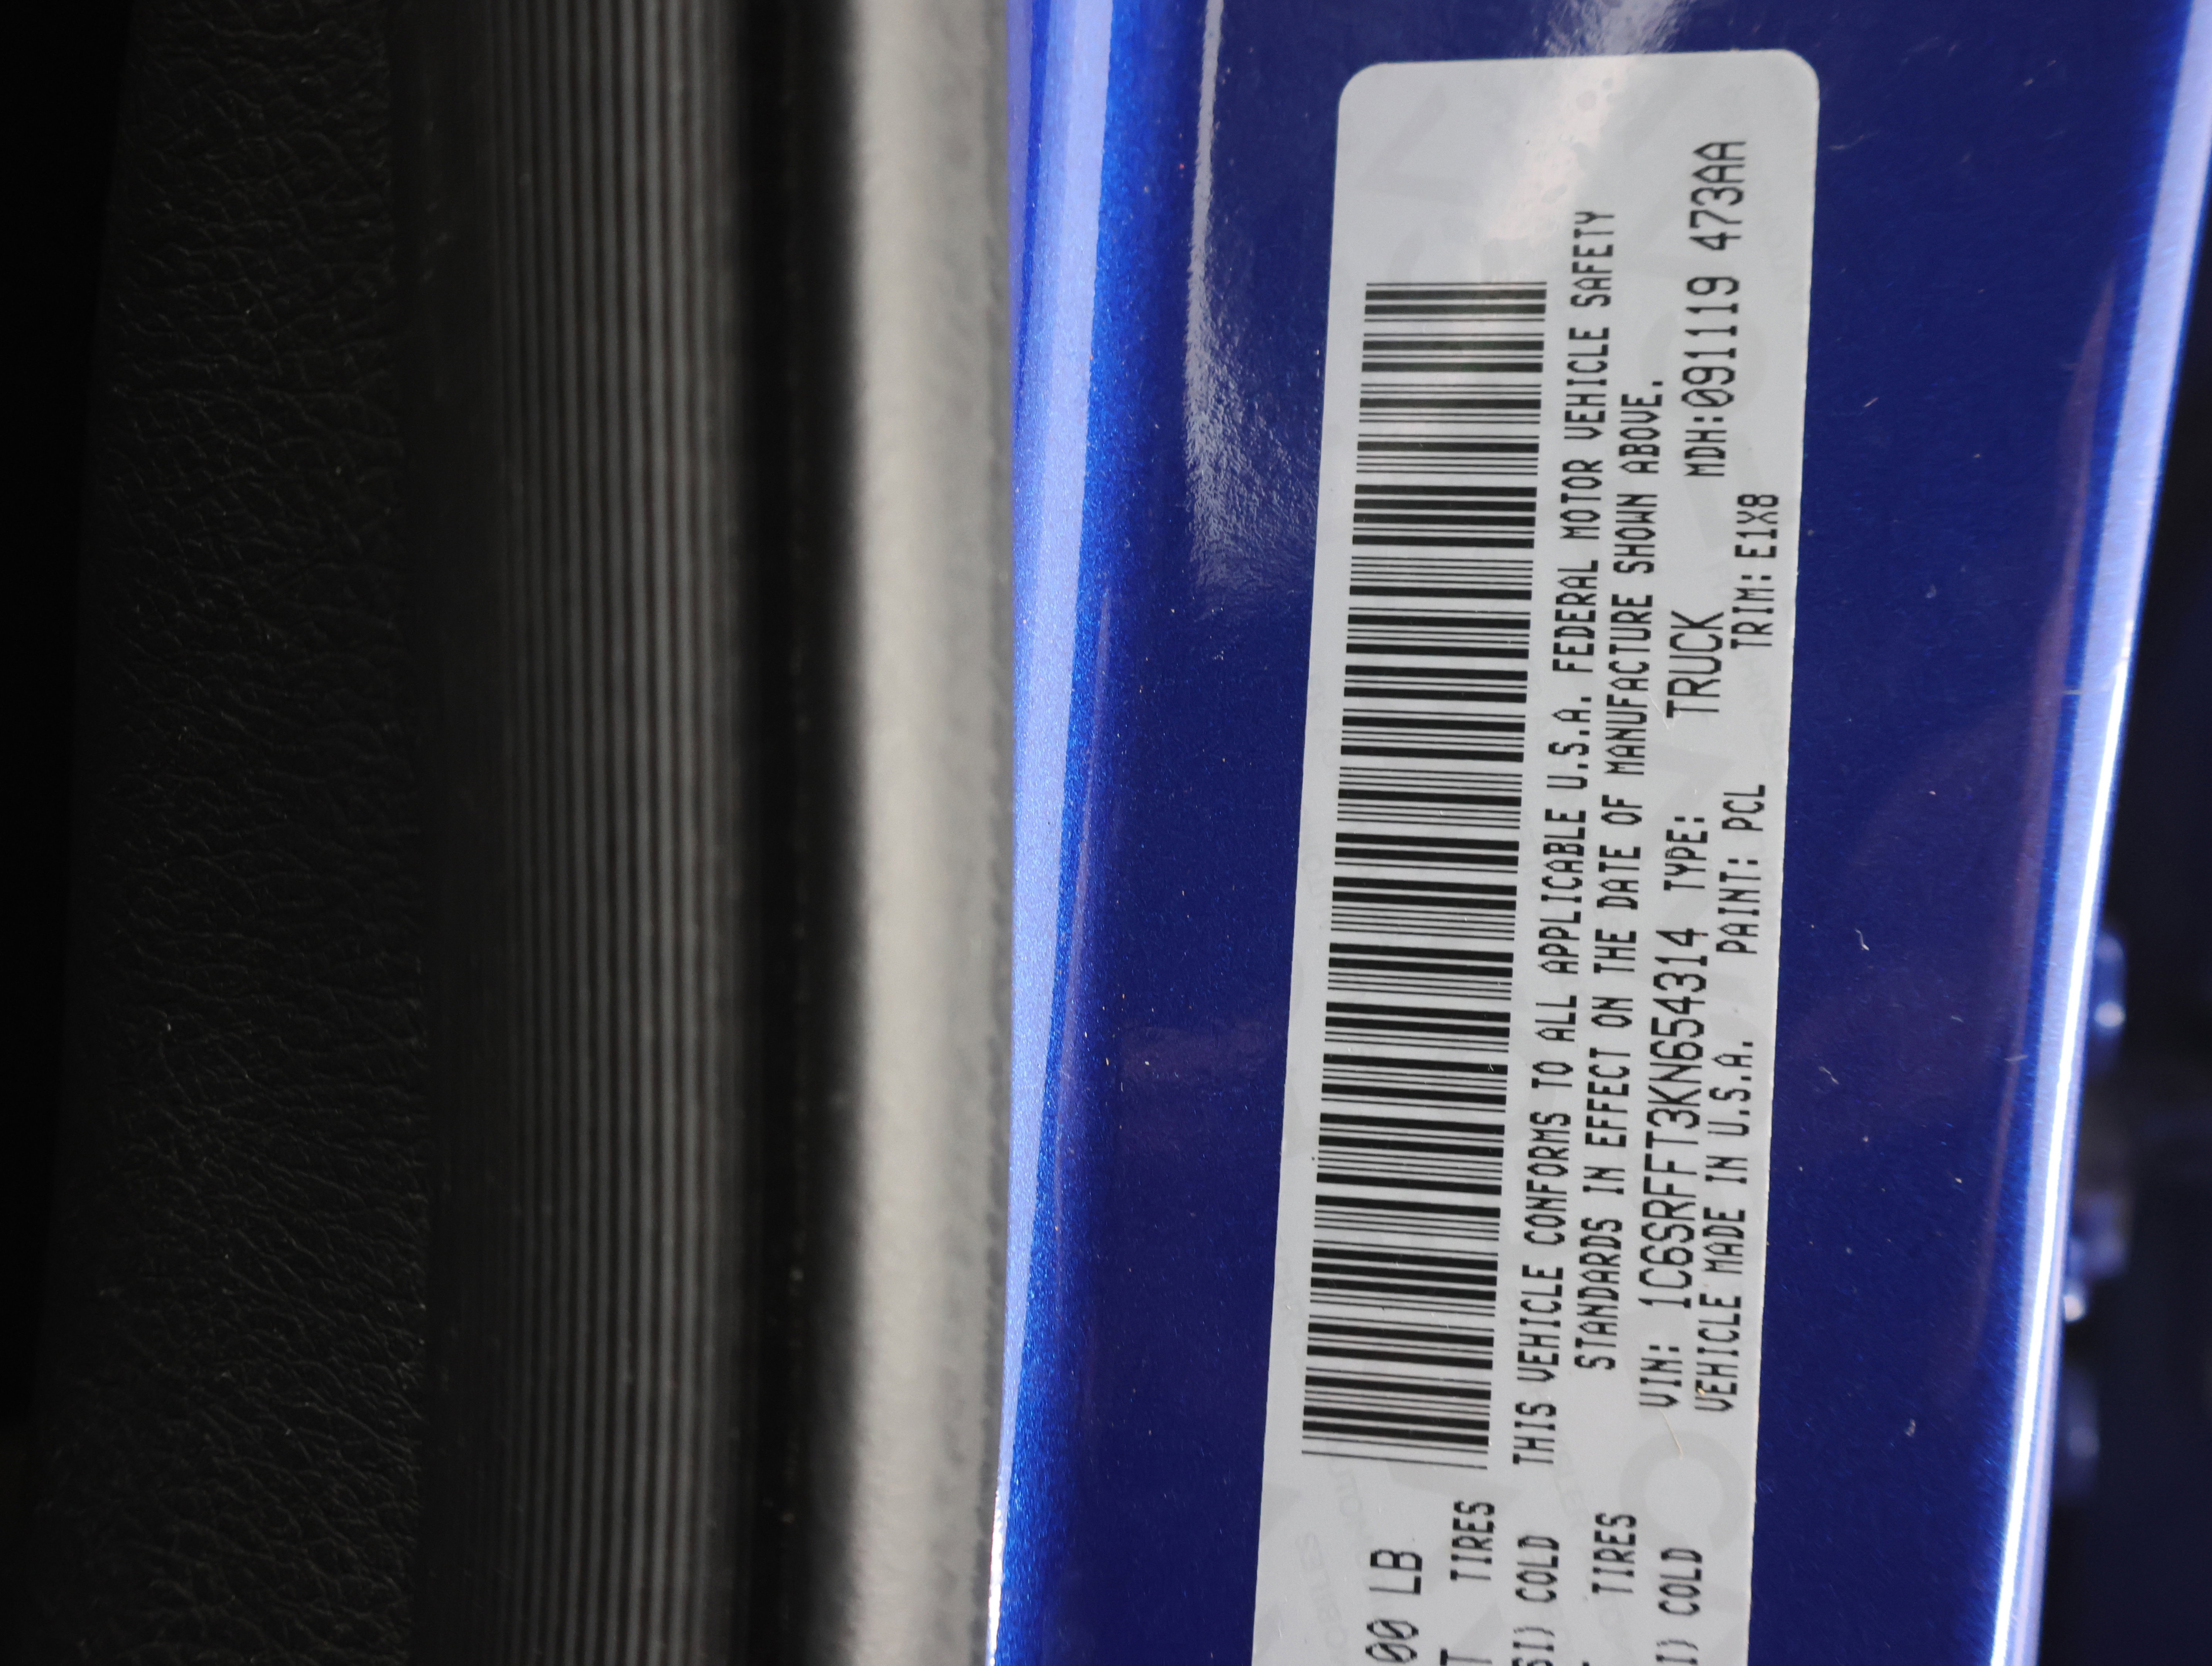 00 LB
TIRES
SI) COLD
TIRES
I) COLD
THIS VEHICLE CONFORMS TO ALL APPLICABLE U.S.A. FEDERAL MOTOR VEHICLE SAFETY
STANDARDS IN EFFECT ON THE DATE OF MANUFACTURE SHOWN ABOVE.
VIN: 1C6SRFFT3KN654314 TYPE: TRUCK MDH:091119 473AA
VEHICLE MADE IN U.S.A. PAINT: PCL TRIM: E1X8